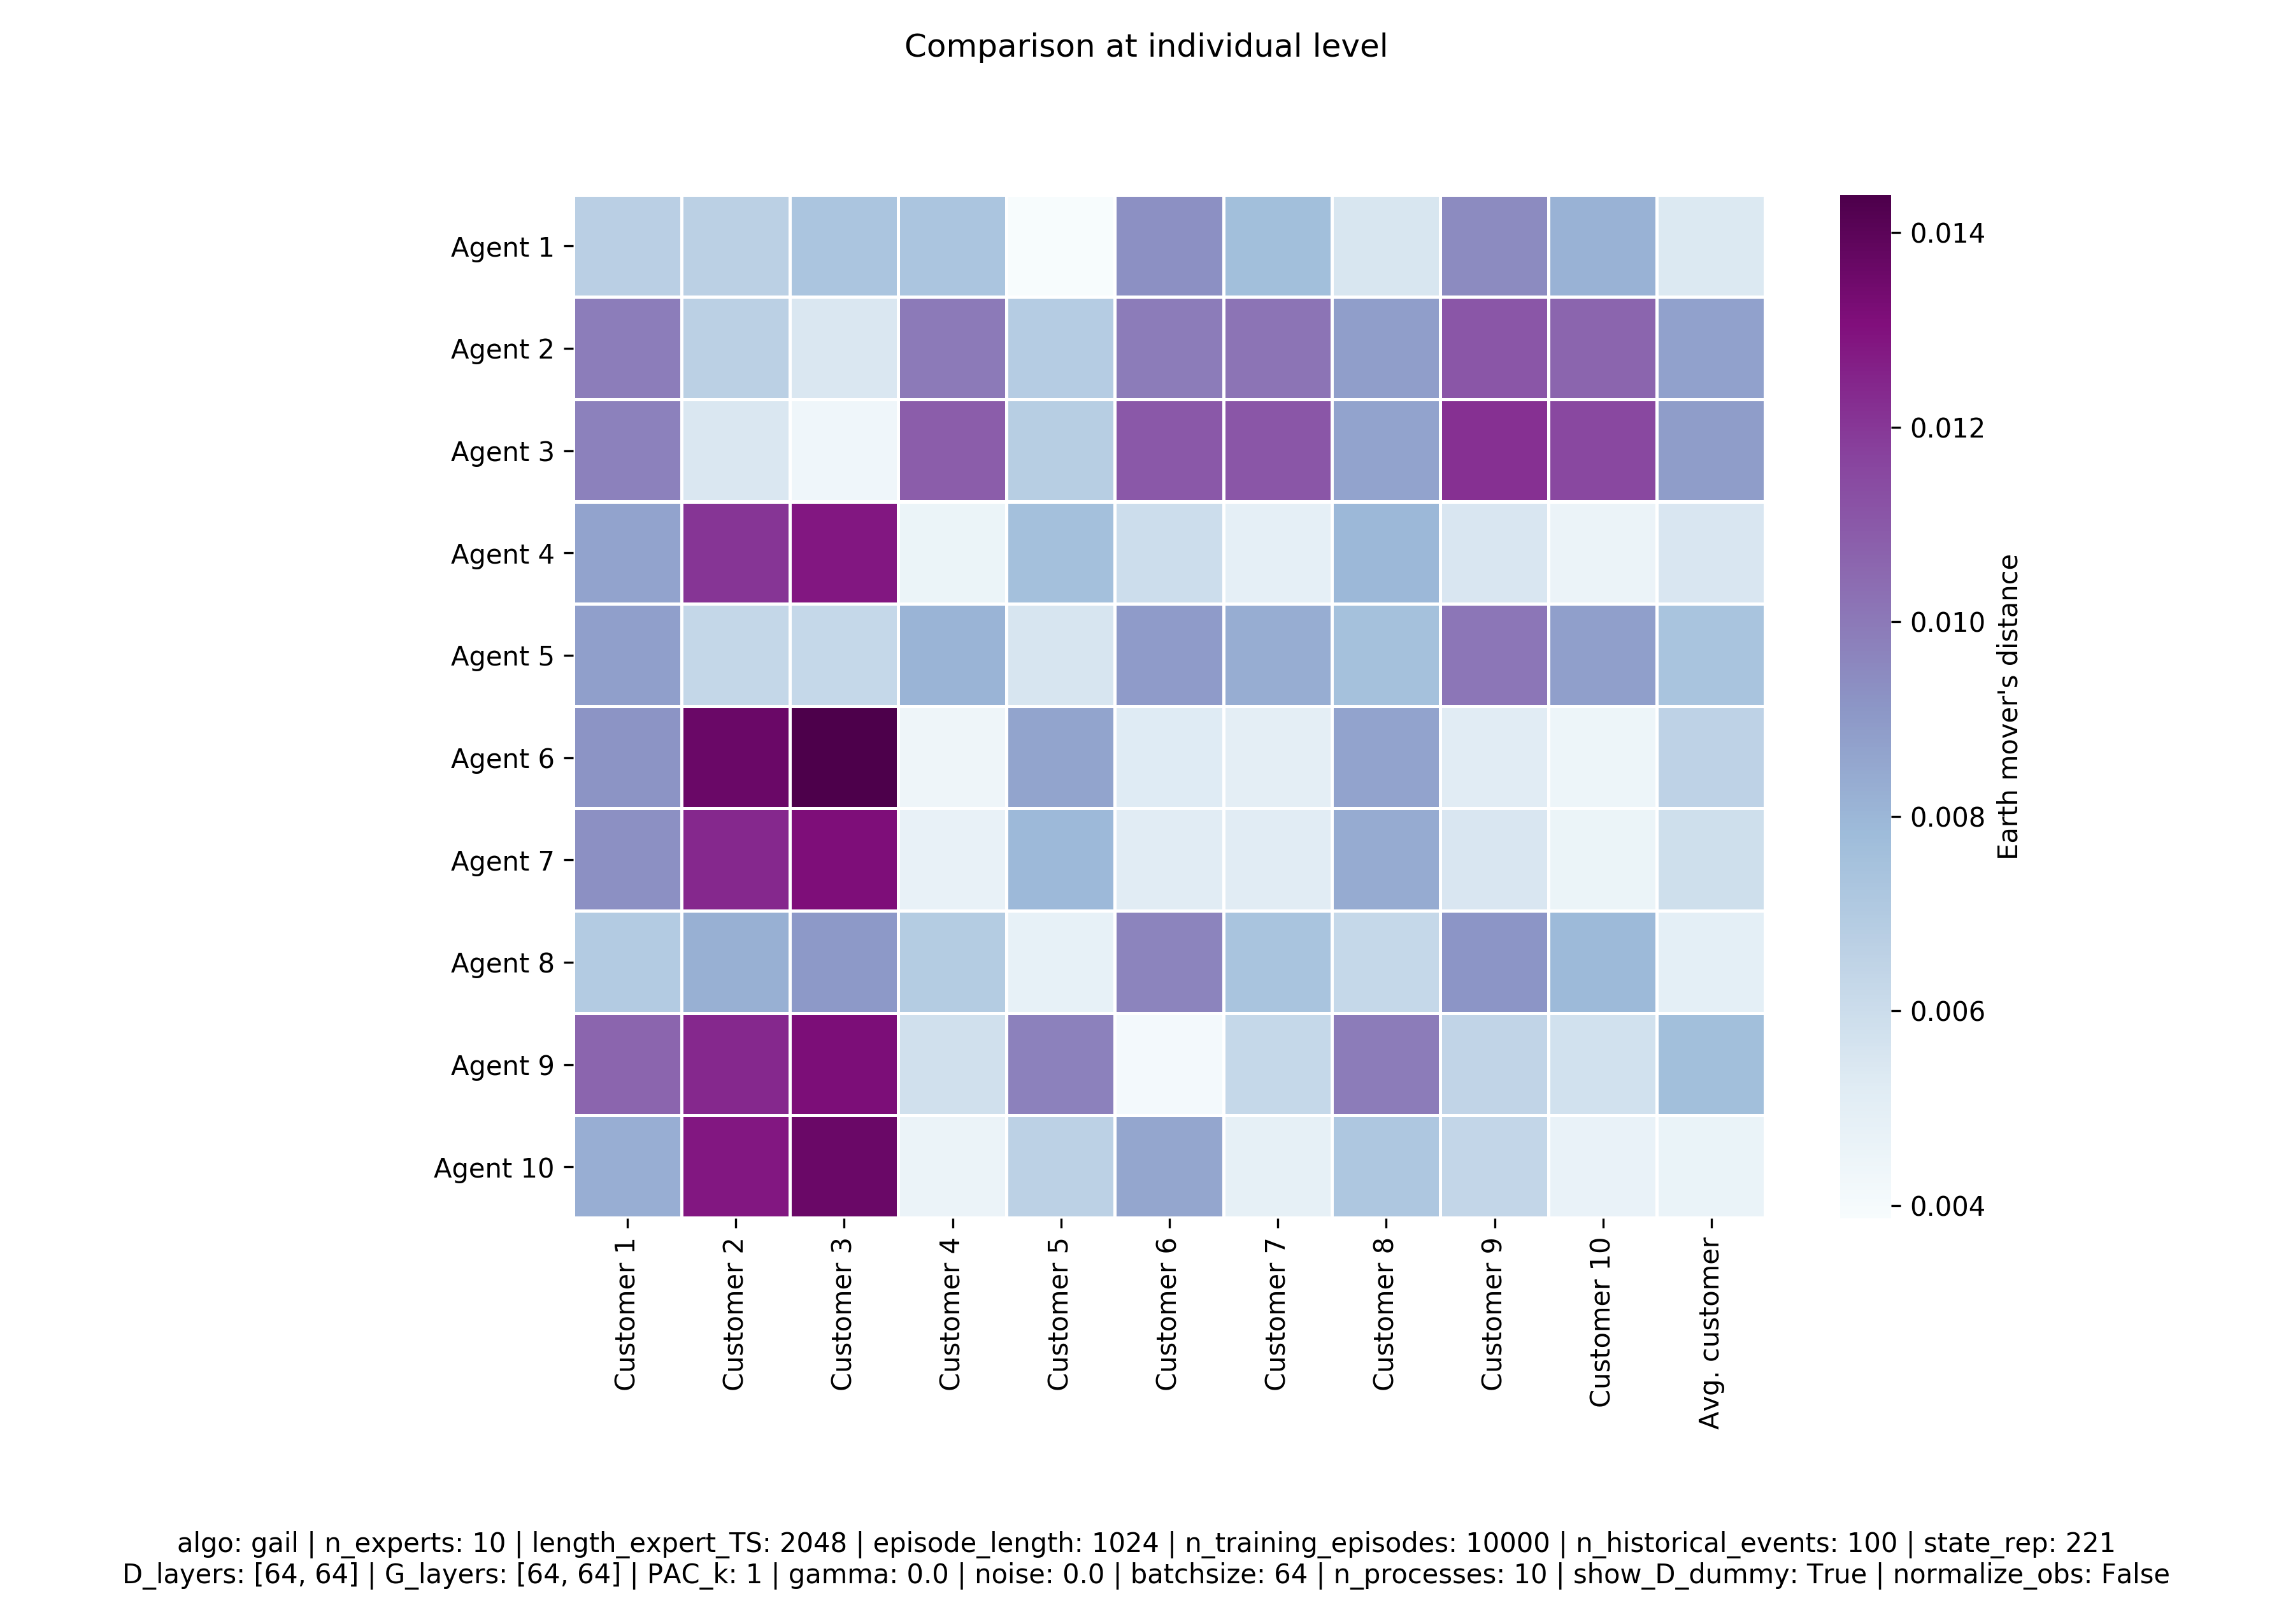 Comparison at individual level
Agent 1
Agent 2
Agent 3
Agent 4
Agent 5
Agent 6
Agent 7
Agent 8
Agent 9
Agent 10
Customer 1
Customer 2
Customer 3
Customer 4
Customer 5
Customer 6
Customer 7
Customer 8
Customer 9
Customer 10
Avg. customer
0.014
0.012
0.010
0.008
0.006
0.004
Earth mover's distance
algo: gail | n_experts: 10 | length_expert_TS: 2048 | episode_length: 1024 | n_training_episodes: 10000 | n_historical_events: 100 | state_rep: 221
D_layers: [64, 64] | G_layers: [64, 64] | PAC_k: 1 | gamma: 0.0 | noise: 0.0 | batchsize: 64 | n_processes: 10 | show_D_dummy: True | normalize_obs: False